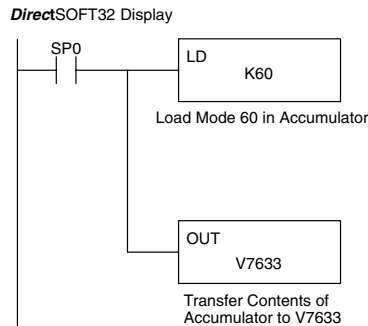 DirectSOFT32 Display
SP0
LD
K60
Load Mode 60 in Accumulator
OUT
V7633
Transfer Contents of
Accumulator to V7633